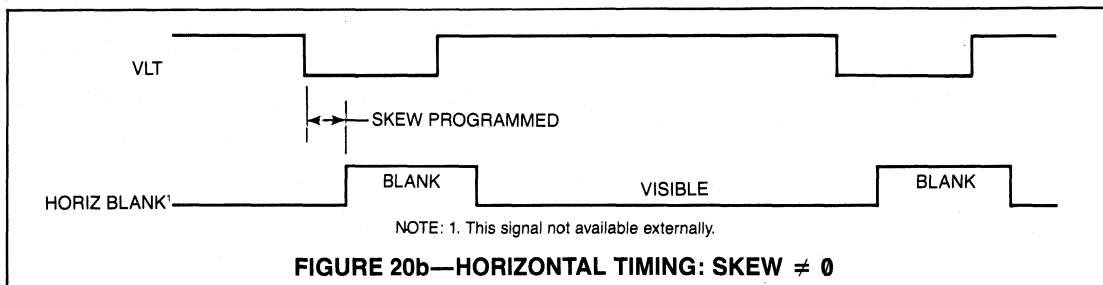 VLT
SKEW PROGRAMMED
HORIZ BLANK¹
BLANK
VISIBLE
BLANK
NOTE: 1. This signal not available externally.
FIGURE 20b—HORIZONTAL TIMING: SKEW ≠ 0